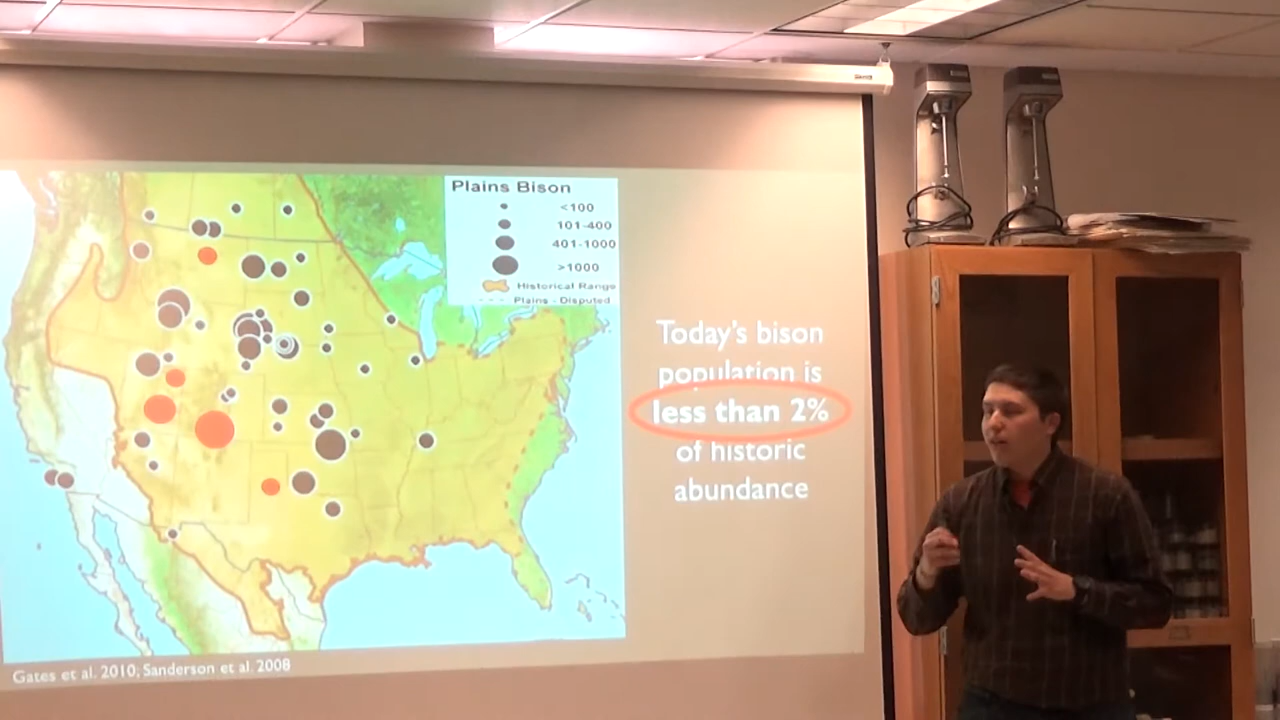 Plains Bison
<100
101-400
401-1000
>1000
Historical Range
Plains - Disputed
Today's bison
population is
less than 2%
of historic
abundance
Gates et al. 2010; Sanderson et al. 2008